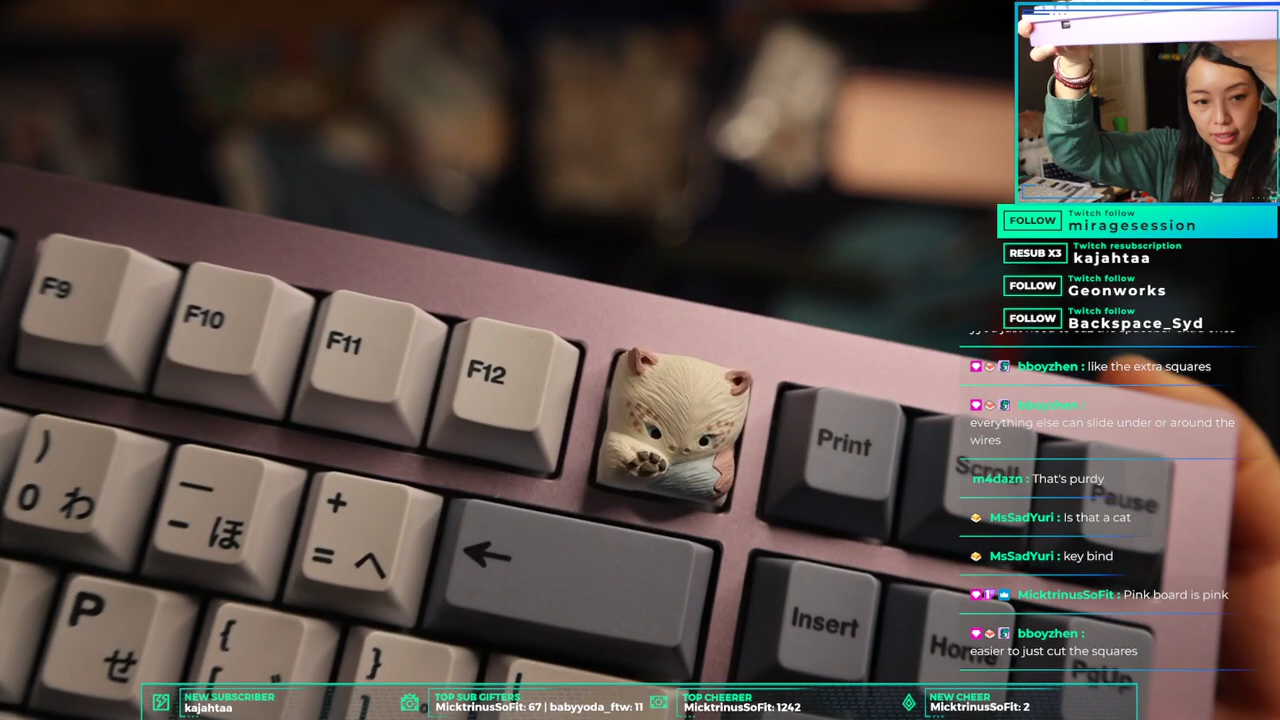 F9
F10
F11
F12
Print
Scroll
Pause
)
0 わ
ー
- ほ
+
= へ
←
Insert
Home
PgUp
P
せ
{
}
FOLLOW
Twitch follow
miragesession
RESUB X3
Twitch resubscription
kajahtaa
FOLLOW
Twitch follow
Geonworks
FOLLOW
Twitch follow
Backspace_Syd
bboyzhen : like the extra squares
bboyzhen :
everything else can slide under or around the
wires
m4dazn : That's purdy
MsSadYuri : Is that a cat
MsSadYuri : key bind
MicktrinusSoFit : Pink board is pink
bboyzhen :
easier to just cut the squares
NEW SUBSCRIBER
kajahtaa
TOP SUB GIFTERS
MicktrinusSoFit: 67 | babyyoda_ftw: 11
TOP CHEERER
MicktrinusSoFit: 1242
NEW CHEER
MicktrinusSoFit: 2